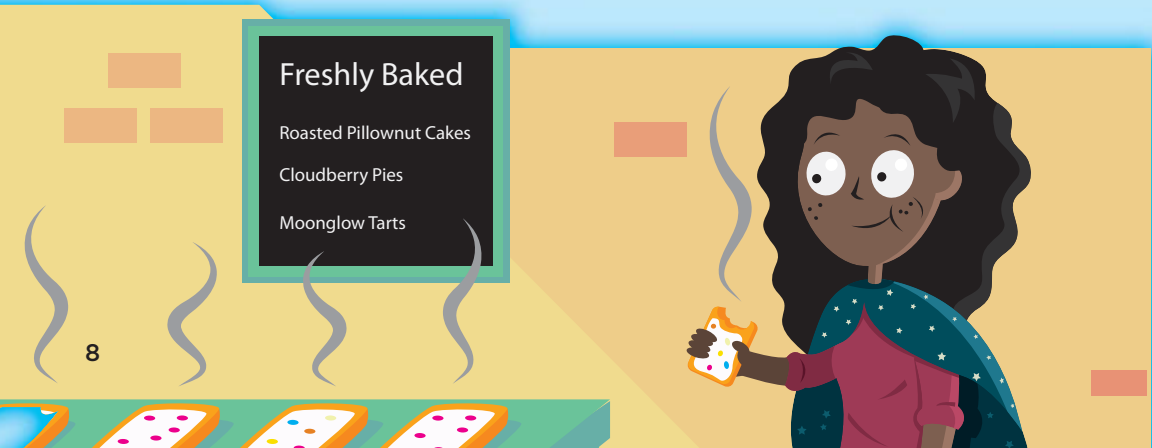 Freshly Baked
Roasted Pillownut Cakes
Cloudberry Pies
Moonglow Tarts
8